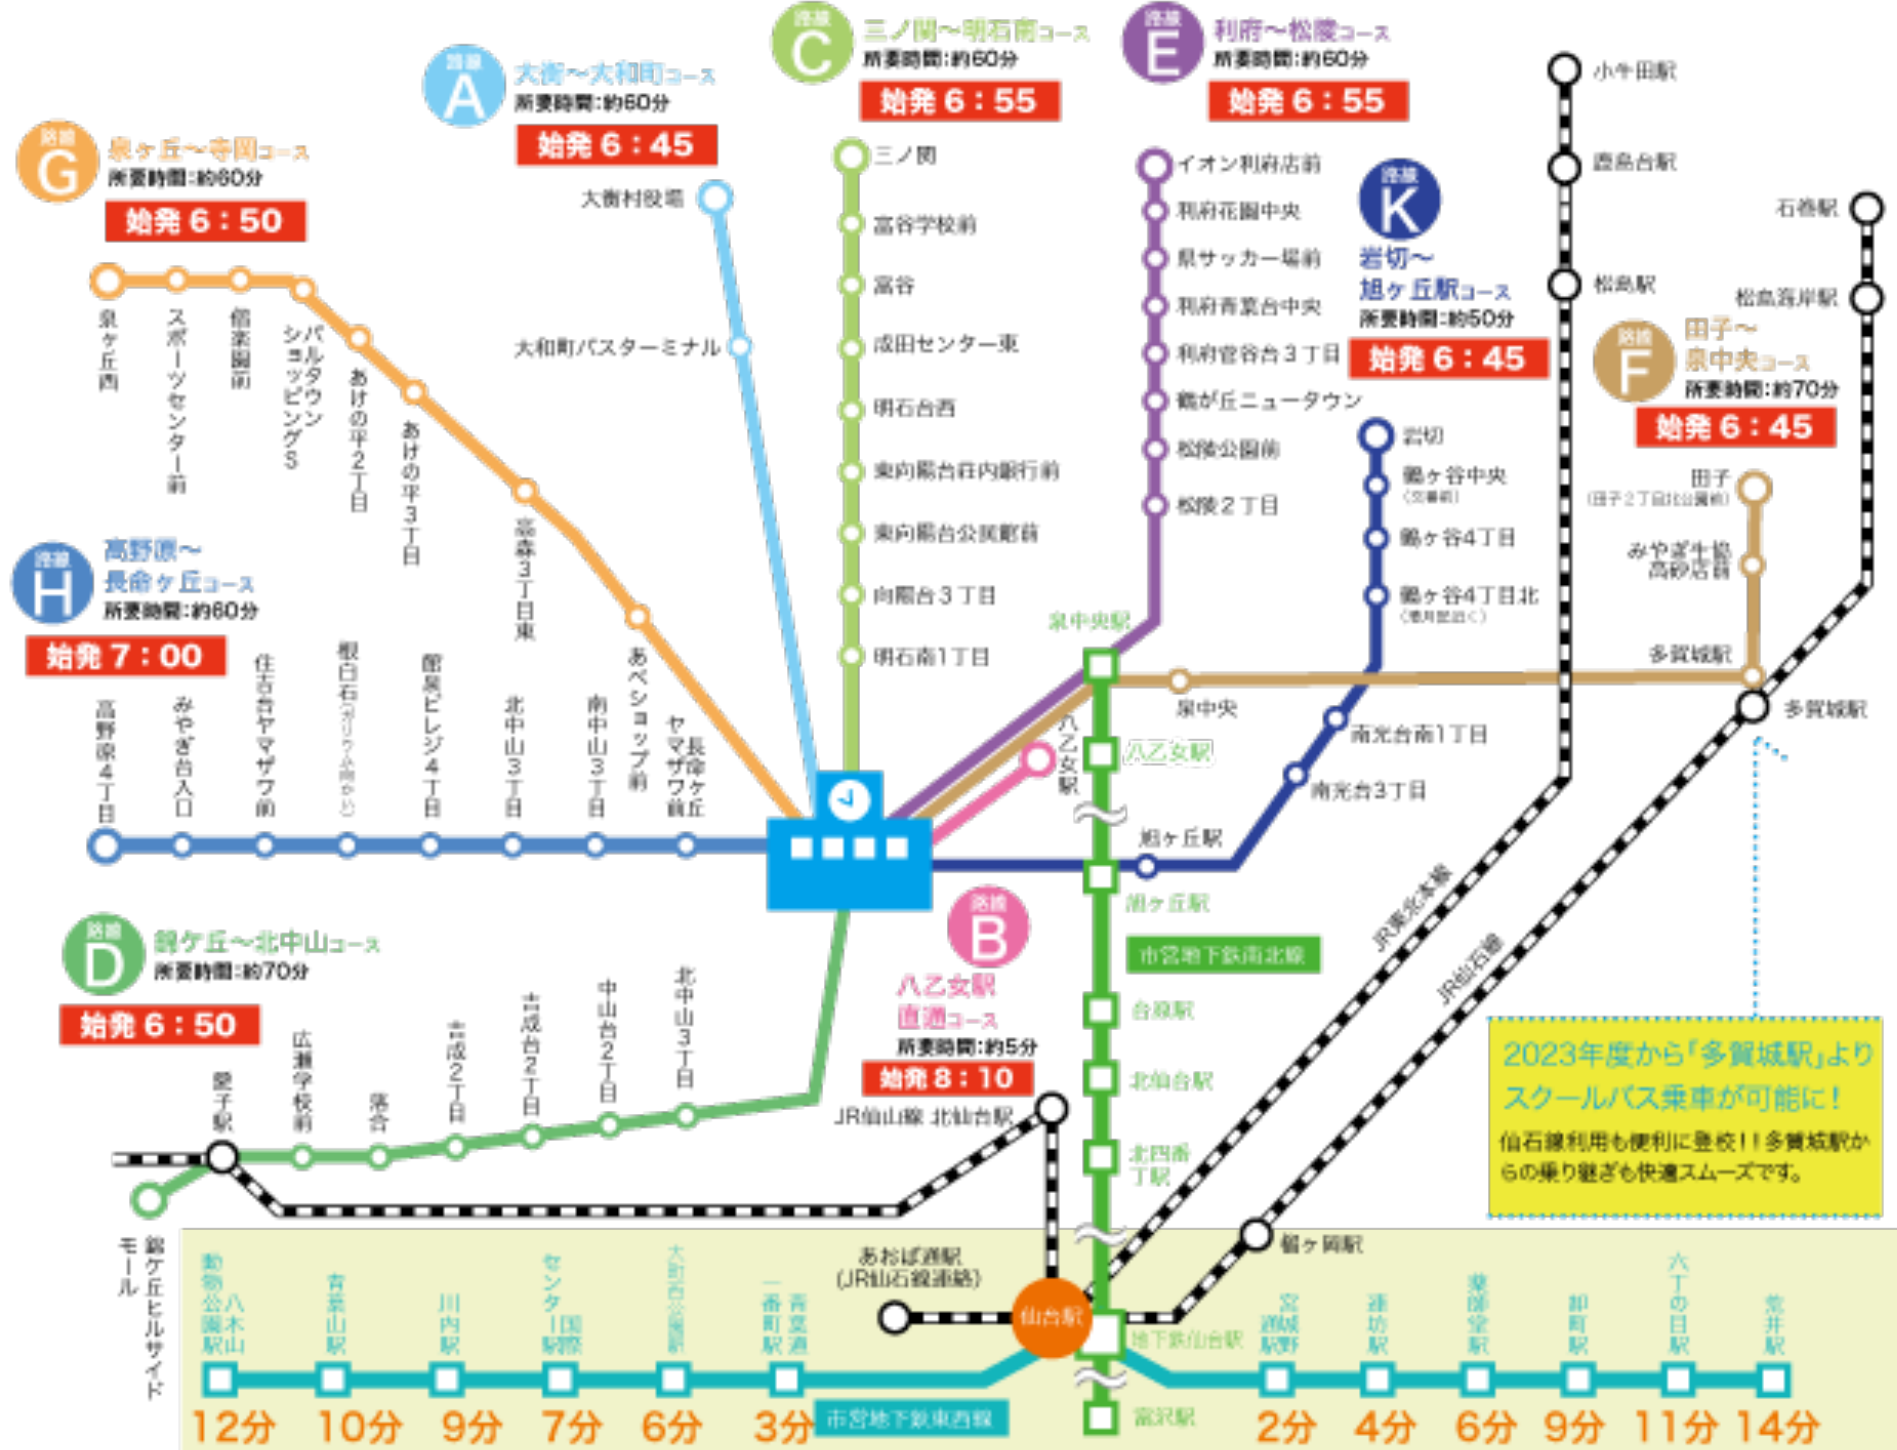 路線
G
泉ヶ丘～寺岡コース
所要時間:約60分
始発 6：50
泉ヶ丘西
スポーツセンター前
偕楽園前
パルタウン
ショッピングS
あけの平2丁目
あけの平3丁目
高森3丁目東
あべショップ前
路線
A
大衡～大和町コース
所要時間:約60分
始発 6：45
大衡村役場
大和町バスターミナル
路線
C
三ノ関～明石南コース
所要時間:約60分
始発 6：55
三ノ関
富谷学校前
富谷
成田センター東
明石台西
東向陽台荘内銀行前
東向陽台公民館前
向陽台3丁目
明石南1丁目
路線
E
利府～松陵コース
所要時間:約60分
始発 6：55
イオン利府店前
利府花園中央
県サッカー場前
利府青葉台中央
利府菅谷台3丁目
鶴が丘ニュータウン
松陵公園前
松陵2丁目
路線
K
岩切～
旭ヶ丘駅コース
所要時間:約50分
始発 6：45
岩切
鶴ヶ谷中央
(交番前)
鶴ヶ谷4丁目
鶴ヶ谷4丁目北
南光台南1丁目
南光台3丁目
旭ヶ丘駅
路線
F
田子～
泉中央コース
所要時間:約70分
始発 6：45
田子
(田子2丁目北公園前)
みやぎ生協
高砂店前
多賀城駅
泉中央
小牛田駅
鹿島台駅
松島駅
石巻駅
松島海岸駅
多賀城駅
路線
H
高野原～
長命ヶ丘コース
所要時間:約60分
始発 7：00
高野原4丁目
みやぎ台入口
住吉台ヤマザワ前
根白石
館泉ビレジ4丁目
北中山3丁目
南中山3丁目
長命ヶ丘
ヤマザワ前
泉中央駅
八乙女駅
八乙女駅
旭ヶ丘駅
市営地下鉄南北線
台原駅
北仙台駅
北四番
丁駅
路線
D
錦ケ丘～北中山コース
所要時間:約70分
始発 6：50
錦ケ丘ヒルサイド
モール
愛子駅
広瀬学校前
落合
吉成2丁目
吉成台2丁目
中山台2丁目
北中山3丁目
路線
B
八乙女駅
直通コース
所要時間:約5分
始発 8：10
JR仙山線 北仙台駅
JR東北本線
JR仙石線
2023年度から「多賀城駅」より
スクールバス乗車が可能に!
仙石線利用も便利に登校!!多賀城駅か
らの乗り継ぎも快適スムーズです。
あおば通駅
(JR仙石線連絡)
仙台駅
地下鉄仙台駅
榴ヶ岡駅
富沢駅
八木山
動物公園駅
青葉山駅
川内駅
国際
センター駅
大町西公園駅
青葉通
一番町駅
宮城野
通駅
連坊駅
薬師堂駅
卸町駅
六丁の目駅
荒井駅
12分
10分
9分
7分
6分
3分
市営地下鉄東西線
2分
4分
6分
9分
11分
14分